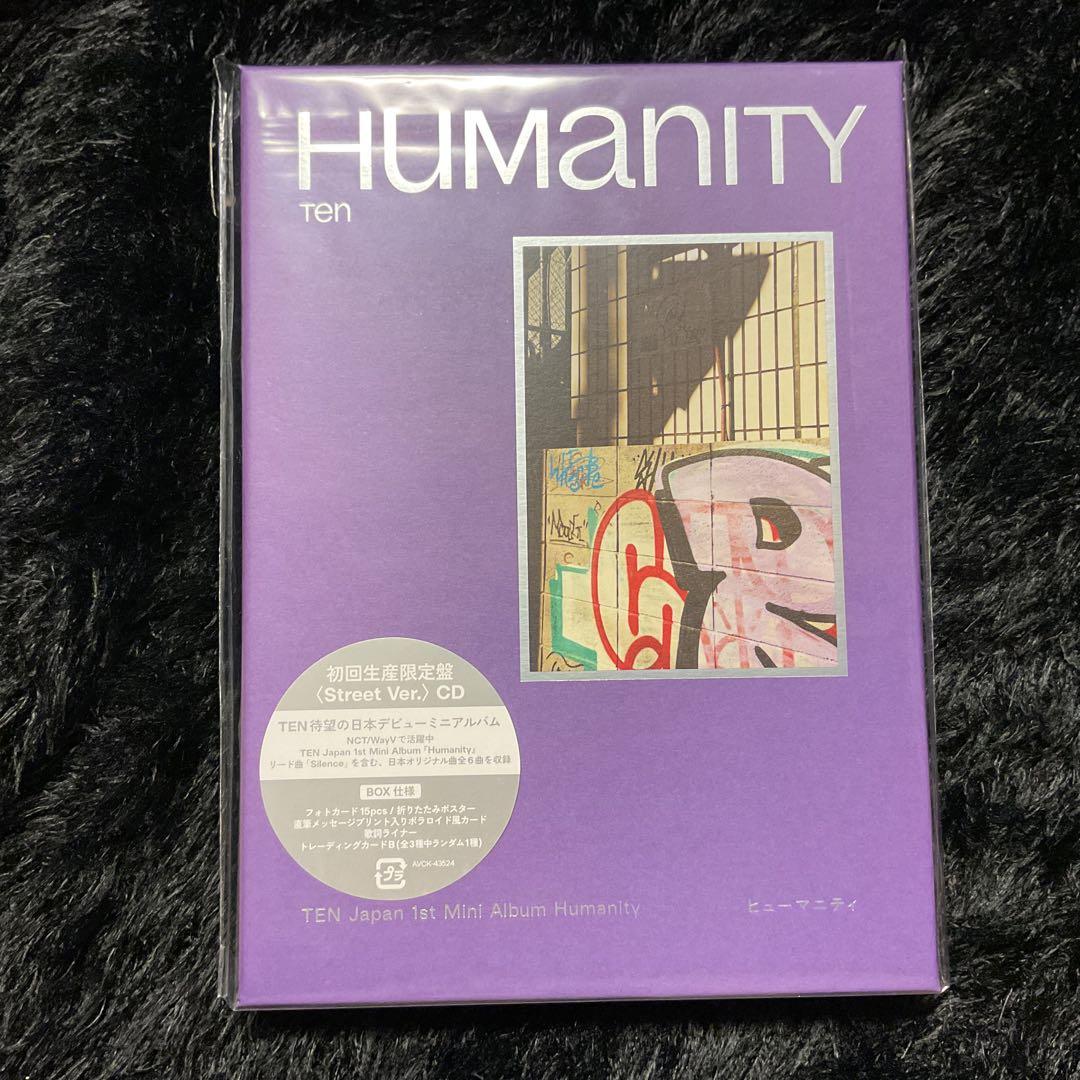 HUManITY
Ten
初回生産限定盤
〈Street Ver.〉CD
TEN待望の日本デビューミニアルバム
NCT/WayVで活躍中
TEN Japan 1st Mini Album『Humanity』
リード曲「Silence」を含む、日本オリジナル曲全6曲を収録
BOX仕様
フォトカード15pcs / 折りたたみポスター
直筆メッセージプリント入りポラロイド風カード
歌詞ライナー
トレーディングカードB(全3種中ランダム1種)
プラ
AVCK-43524
TEN Japan 1st Mini Album Humanity
ヒューマニティ